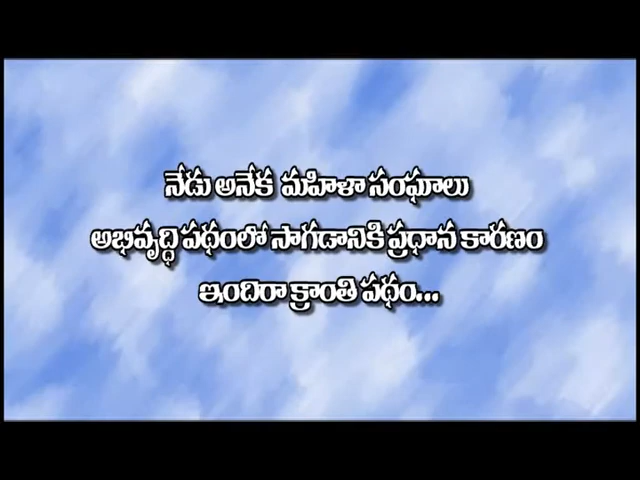 నేడు అనేక మహిళా సంఘాలు
అభివృద్ధి పథంలో సాగడానికి ప్రధాన కారణం
ఇందిరా క్రాంతి పథం...